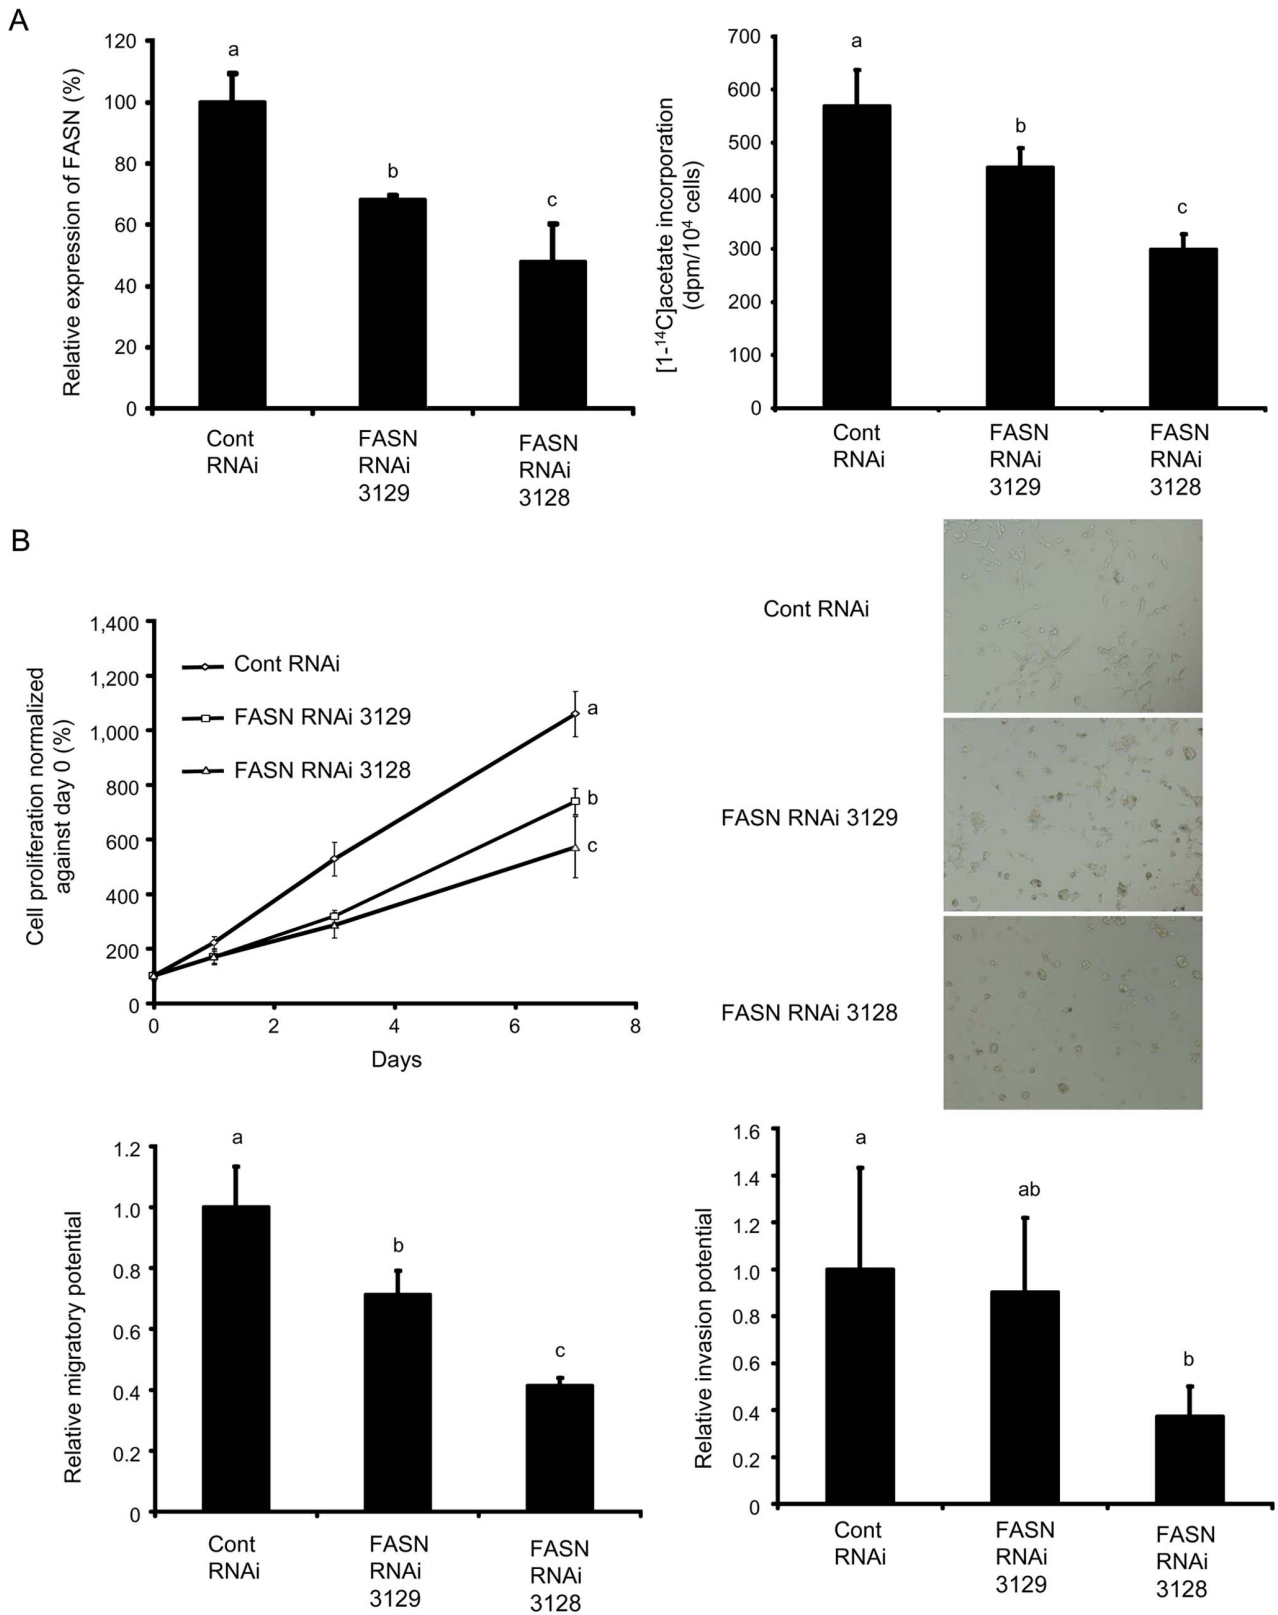 A
Relative expression of FASN (%)
120
100
80
60
40
20
0
a
b
c
Cont
RNAi
FASN
RNAi
3129
FASN
RNAi
3128
[1-¹⁴C]acetate incorporation
(dpm/10⁴ cells)
700
600
500
400
300
200
100
0
a
b
c
Cont
RNAi
FASN
RNAi
3129
FASN
RNAi
3128
B
Cell proliferation normalized
against day 0 (%)
1,400
1,200
1,000
800
600
400
200
0
Cont RNAi
FASN RNAi 3129
FASN RNAi 3128
a
b
c
0 2 4 6 8
Days
Cont RNAi
FASN RNAi 3129
FASN RNAi 3128
Relative migratory potential
1.2
1.0
0.8
0.6
0.4
0.2
0
a
b
c
Cont
RNAi
FASN
RNAi
3129
FASN
RNAi
3128
Relative invasion potential
1.6
1.4
1.2
1.0
0.8
0.6
0.4
0.2
0
a
ab
b
Cont
RNAi
FASN
RNAi
3129
FASN
RNAi
3128